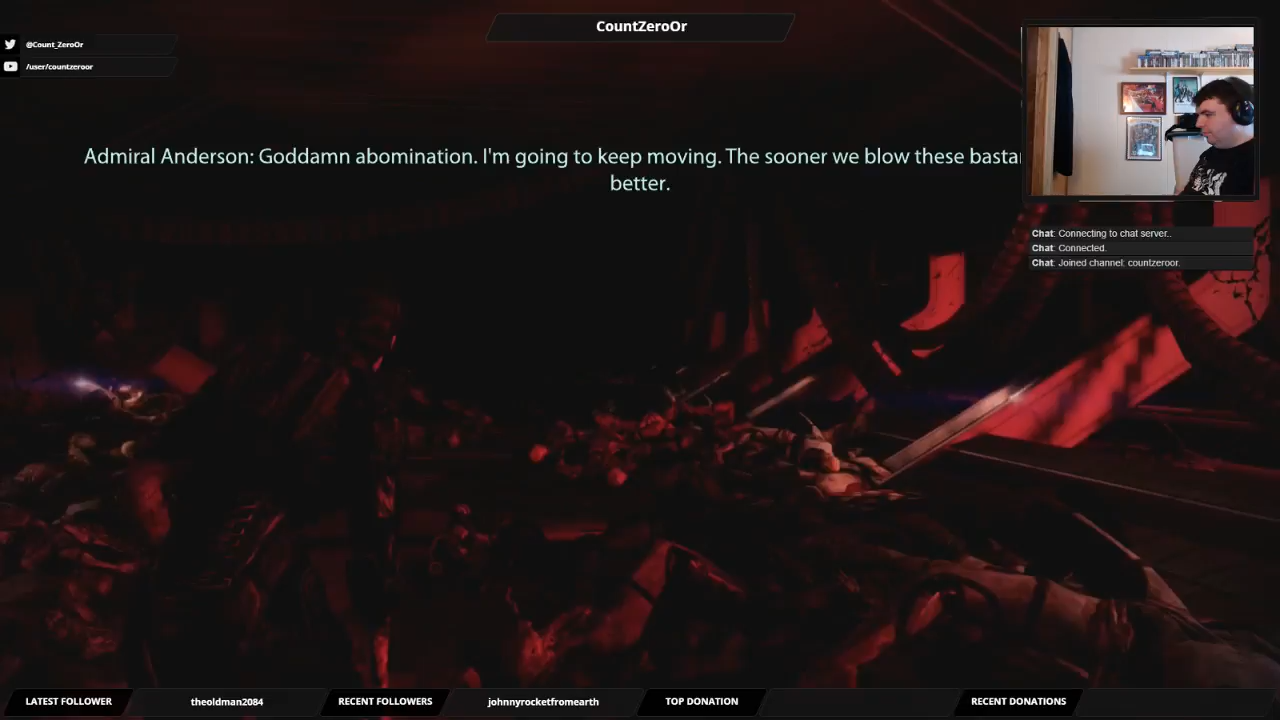 CountZeroOr
@Count_ZeroOr
/user/countzeroor
Admiral Anderson: Goddamn abomination. I'm going to keep moving. The sooner we blow these bastar
better.
Chat: Connecting to chat server..
Chat: Connected.
Chat: Joined channel: countzeroor.
LATEST FOLLOWER theoldman2084 RECENT FOLLOWERS johnnyrocketfromearth TOP DONATION RECENT DONATIONS